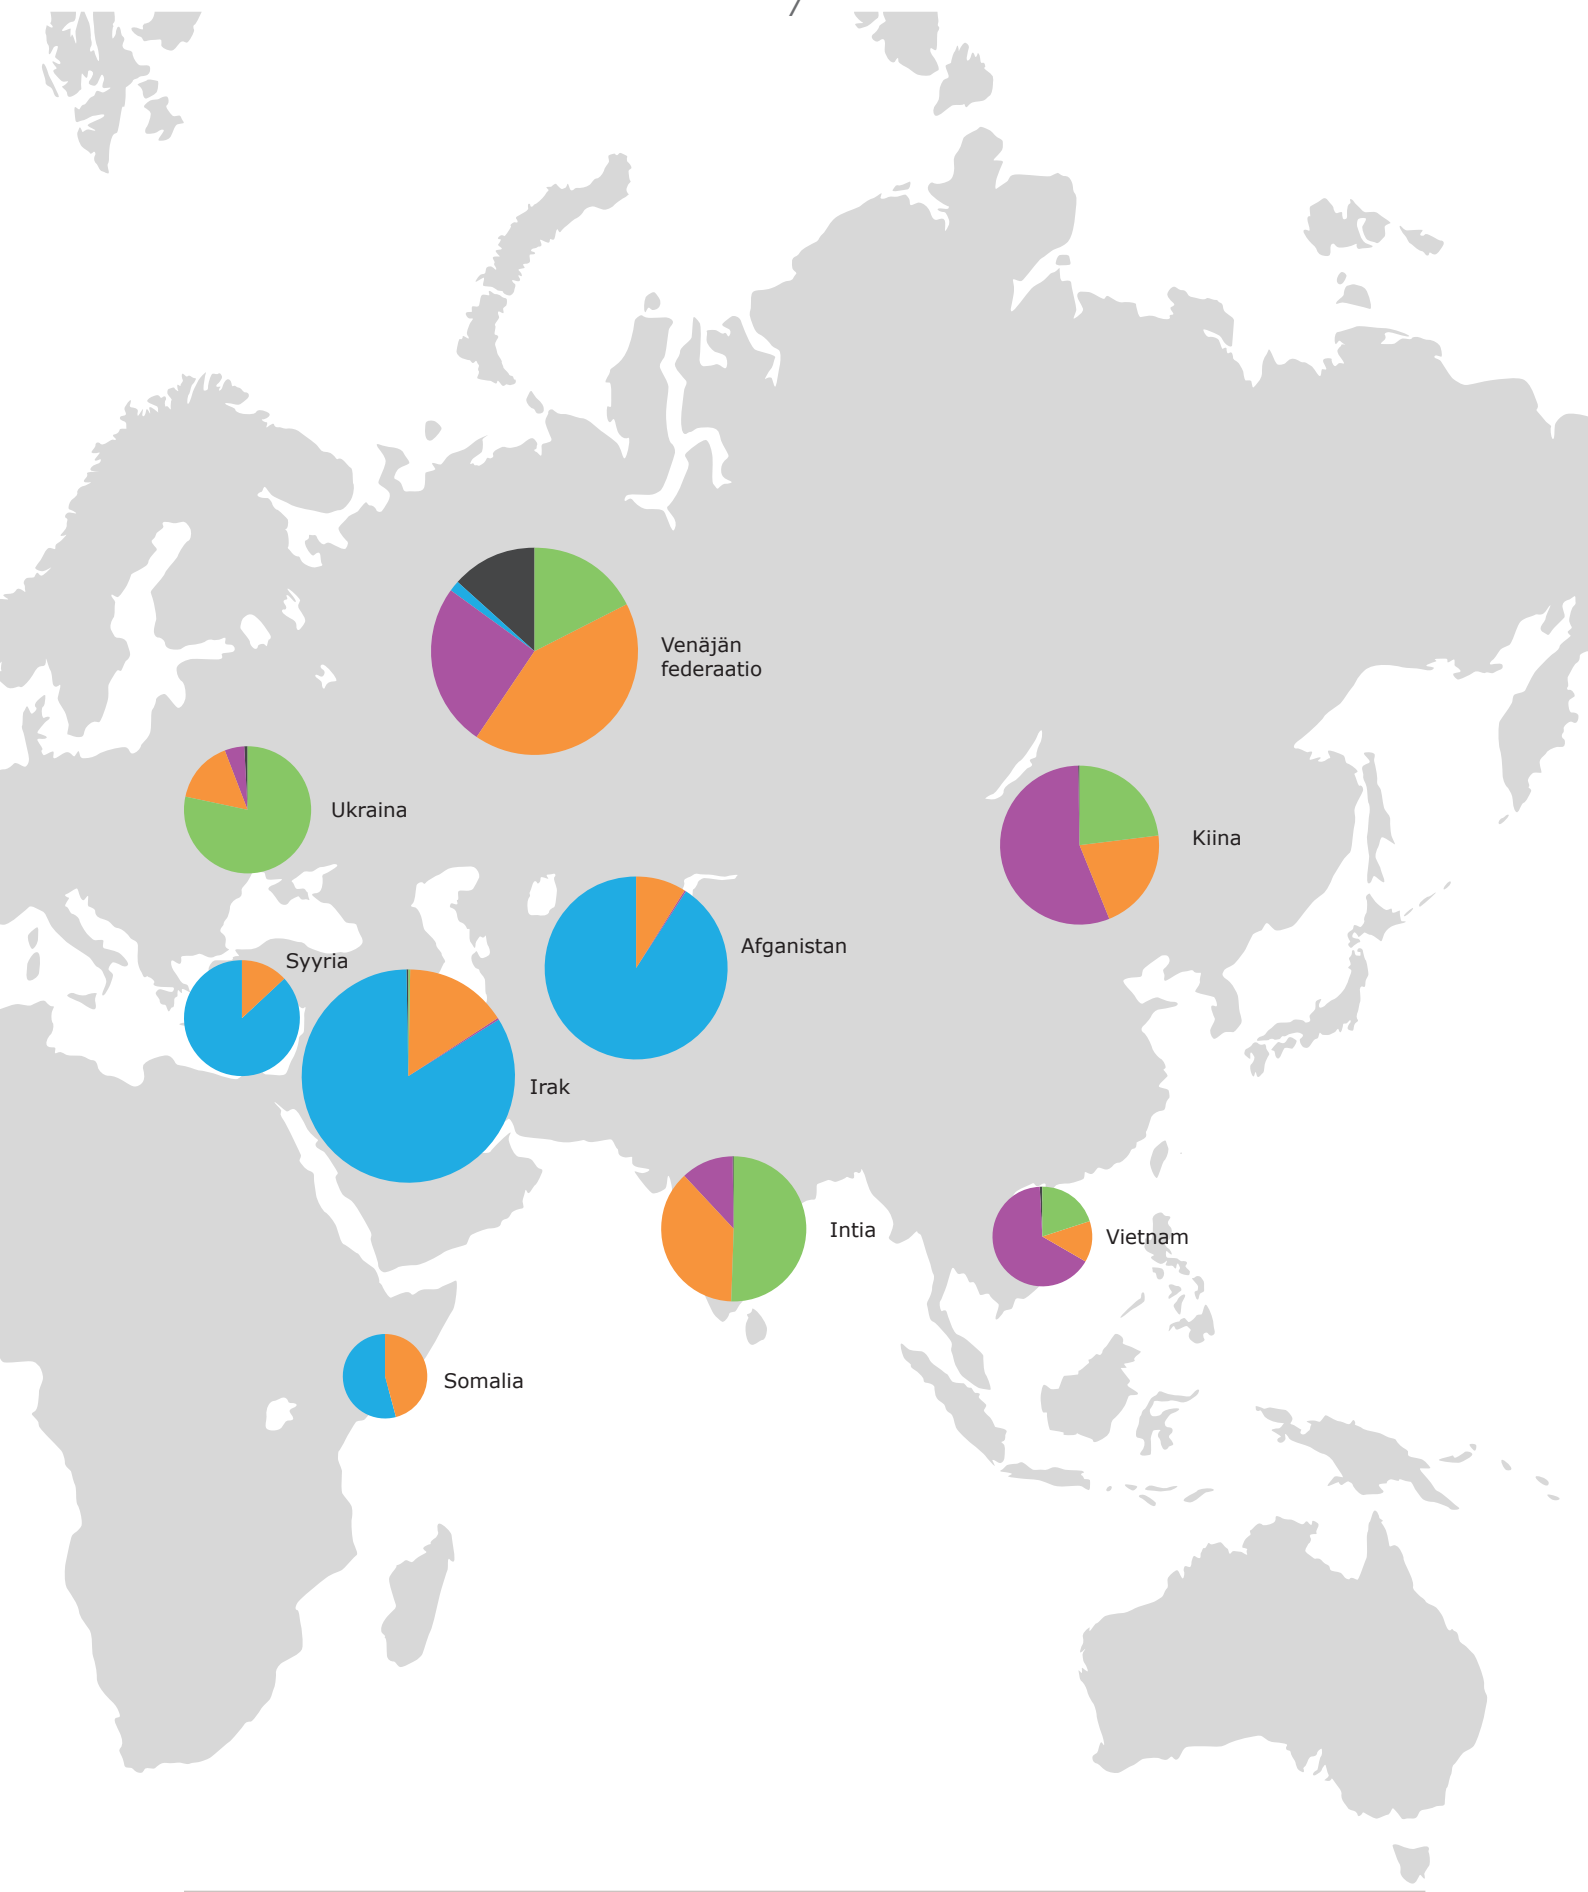 Venäjän
federaatio
Ukraina
Kiina
Afganistan
Syyria
Irak
Intia
Vietnam
Somalia